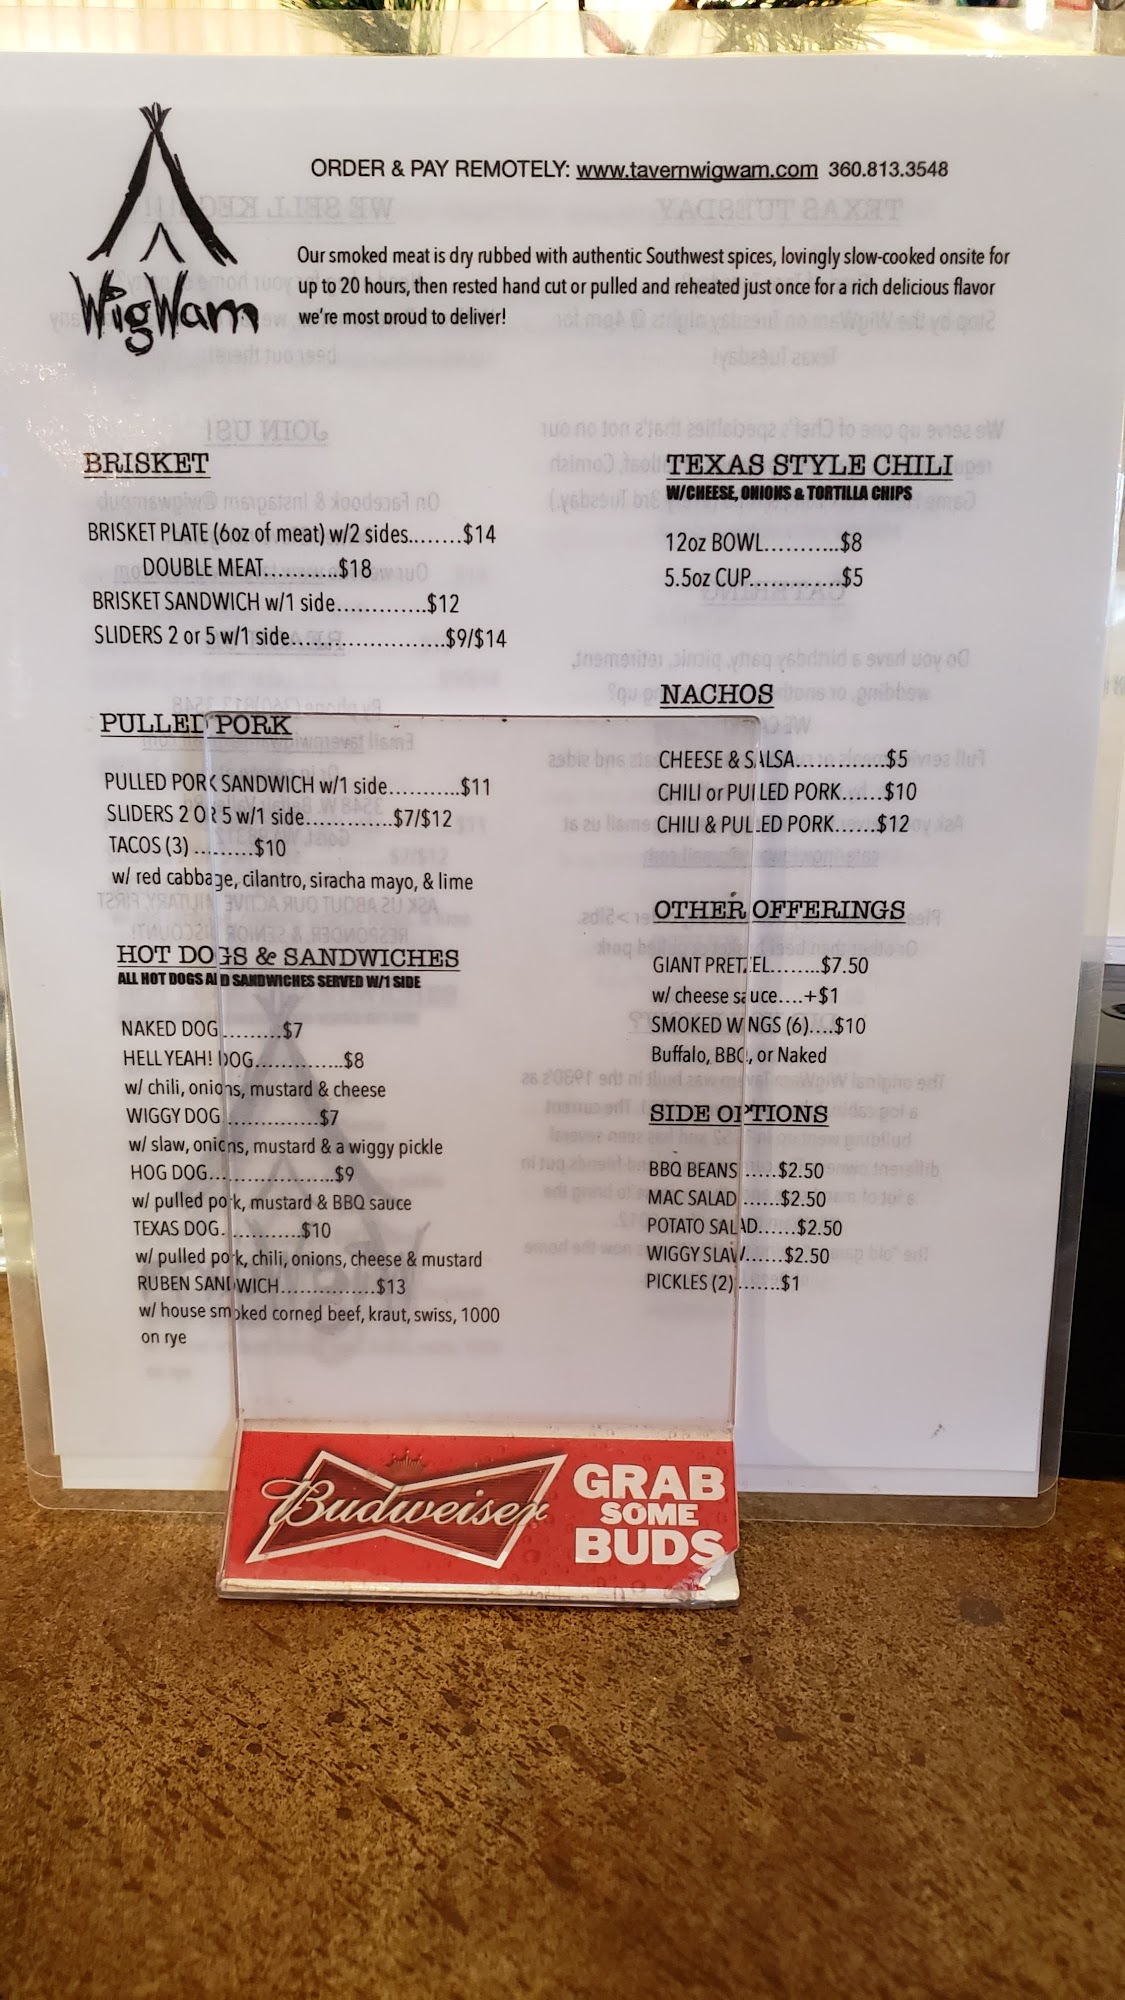 WigWam
ORDER & PAY REMOTELY: www.tavernwigwam.com 360.813.3548
Our smoked meat is dry rubbed with authentic Southwest spices, lovingly slow-cooked onsite for
up to 20 hours, then rested hand cut or pulled and reheated just once for a rich delicious flavor
we're most proud to deliver!
BRISKET
BRISKET PLATE (6oz of meat) w/2 sides........$14
DOUBLE MEAT...........$18
BRISKET SANDWICH w/1 side.............$12
SLIDERS 2 or 5 w/1 side......................$9/$14
PULLED PORK
PULLED PORK SANDWICH w/1 side...........$11
SLIDERS 2 OR 5 w/1 side.............$7/$12
TACOS (3) .........$10
w/ red cabbage, cilantro, siracha mayo, & lime
HOT DOGS & SANDWICHES
ALL HOT DOGS AND SANDWICHES SERVED W/1 SIDE
NAKED DOG .........$7
HELL YEAH! DOG.............$8
w/ chili, onions, mustard & cheese
WIGGY DOG ..............$7
w/ slaw, onions, mustard & a wiggy pickle
HOG DOG...................$9
w/ pulled pork, mustard & BBQ sauce
TEXAS DOG............$10
w/ pulled pork, chili, onions, cheese & mustard
RUBEN SANDWICH..............$13
w/ house smoked corned beef, kraut, swiss, 1000
on rye
TEXAS STYLE CHILI
W/CHEESE, ONIONS & TORTILLA CHIPS
12oz BOWL...........$8
5.5oz CUP.............$5
NACHOS
CHEESE & SALSA.............$5
CHILI or PULLED PORK......$10
CHILI & PULLED PORK......$12
OTHER OFFERINGS
GIANT PRETZEL........$7.50
w/ cheese sauce....+$1
SMOKED WINGS (6)....$10
Buffalo, BBQ, or Naked
SIDE OPTIONS
BBQ BEANS .....$2.50
MAC SALAD ......$2.50
POTATO SALAD......$2.50
WIGGY SLAW......$2.50
PICKLES (2) .......$1
Budweiser
GRAB
SOME
BUDS